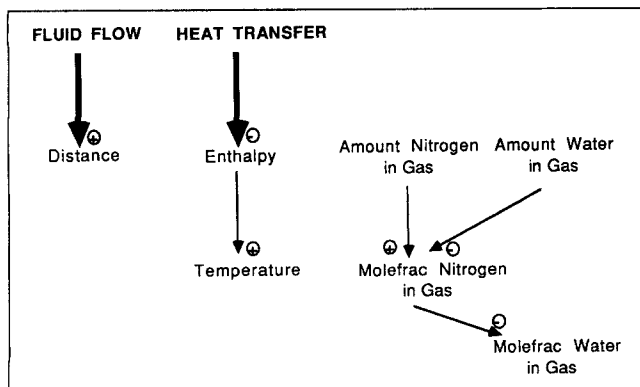 FLUID FLOW HEAT TRANSFER
+ -
Distance Enthalpy Amount Nitrogen Amount Water
in Gas in Gas
+ + -
Temperature Molefrac Nitrogen
in Gas
-
Molefrac Water
in Gas